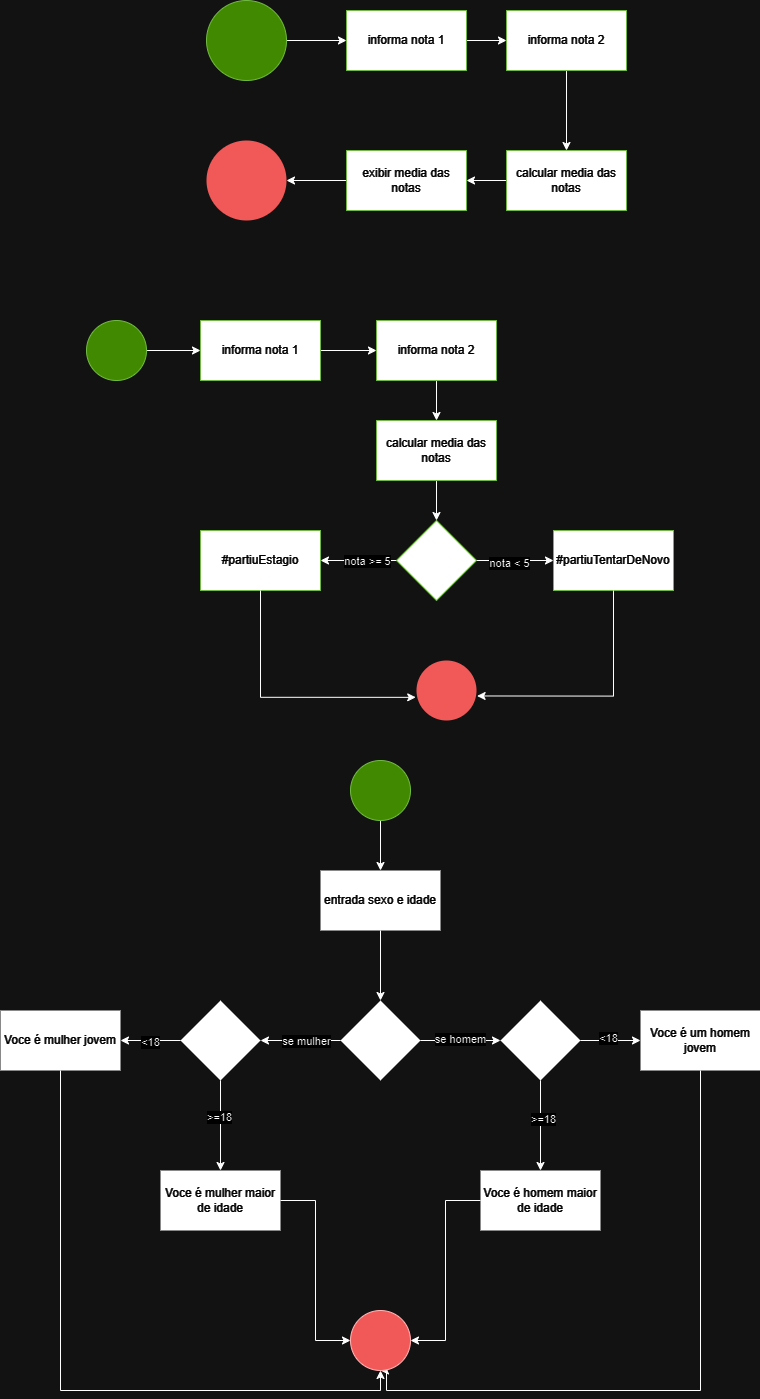 informa nota 1
informa nota 2
exibir media das
notas
calcular media das
notas
informa nota 1
informa nota 2
calcular media das
notas
#partiuEstagio
nota >= 5
nota < 5
#partiuTentarDeNovo
entrada sexo e idade
Voce é mulher jovem
<18
se mulher
se homem
<18
Voce é um homem
jovem
>=18
>=18
Voce é mulher maior
de idade
Voce é homem maior
de idade